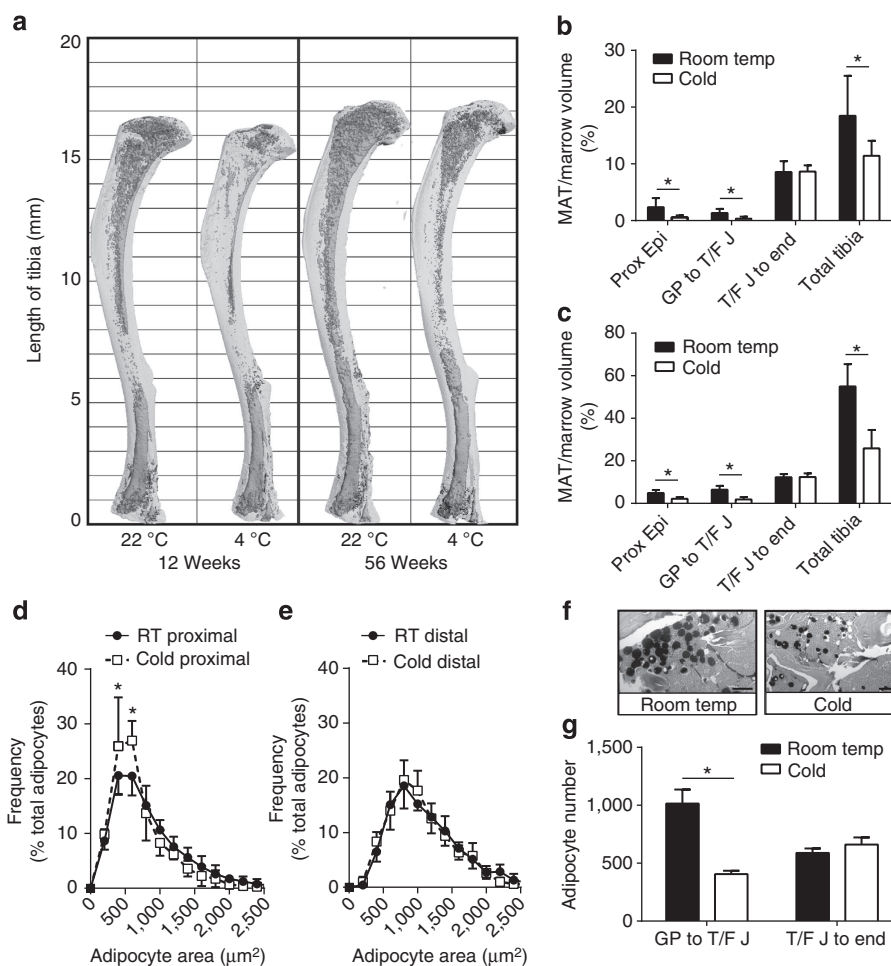 a
20
15
10
5
0
Length of tibia (mm)
22 °C
4 °C
22 °C
4 °C
12 Weeks
56 Weeks
b
30
20
10
0
MAT/marrow volume
(%)
Room temp
Cold
*
*
*
Prox Epi
GP to T/F J
T/F J to end
Total tibia
c
80
60
40
20
0
MAT/marrow volume
(%)
Room temp
Cold
*
*
*
Prox Epi
GP to T/F J
T/F J to end
Total tibia
d
RT proximal
Cold proximal
40
30
20
10
0
Frequency
(% total adipocytes)
*
*
0
500
1,000
1,500
2,000
2,500
Adipocyte area (μm²)
e
RT distal
Cold distal
40
30
20
10
0
Frequency
(% total adipocytes)
0
500
1,000
1,500
2,000
2,500
Adipocyte area (μm²)
f
Room temp
Cold
g
1,500
1,000
500
0
Adipocyte number
Room temp
Cold
*
GP to T/F J
T/F J to end